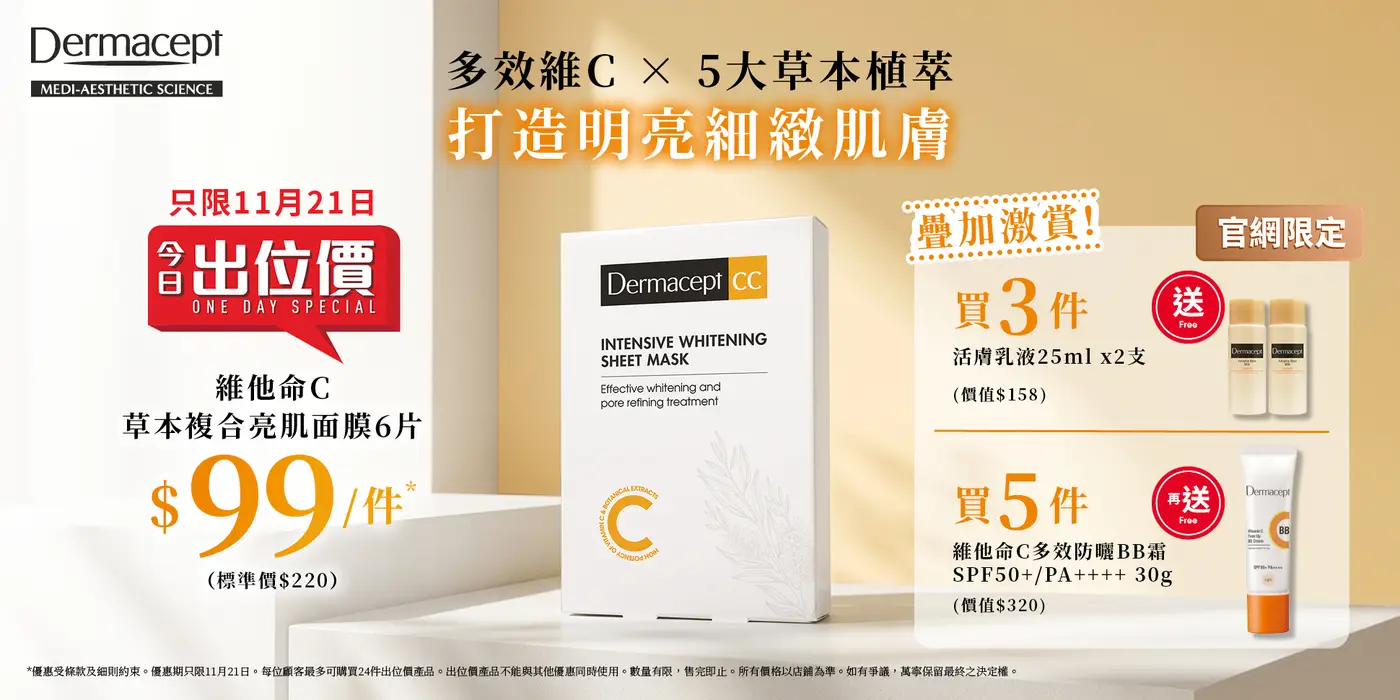 Dermacept
MEDI-AESTHETIC SCIENCE
多效維C × 5大草本植萃
打造明亮細緻肌膚
只限11月21日
今日出位價
ONE DAY SPECIAL
維他命C
草本複合亮肌面膜6片
$99/件*
(標準價$220)
Dermacept CC
INTENSIVE WHITENING
SHEET MASK
Effective whitening and
pore refining treatment
HIGH POTENCY OF VITAMIN C & BOTANICAL EXTRACTS
C
疊加激賞!
官網限定
買3件
活膚乳液25ml x2支
(價值$158)
送
Free
Dermacept
Dermacept
買5件
維他命C多效防曬BB霜
SPF50+/PA++++ 30g
(價值$320)
再送
Free
Dermacept
BB
*優惠受條款及細則約束。優惠期只限11月21日。每位顧客最多可購買24件出位價產品。出位價產品不能與其他優惠同時使用。數量有限，售完即止。所有價格以店鋪為準。如有爭議，萬寧保留最終之決定權。